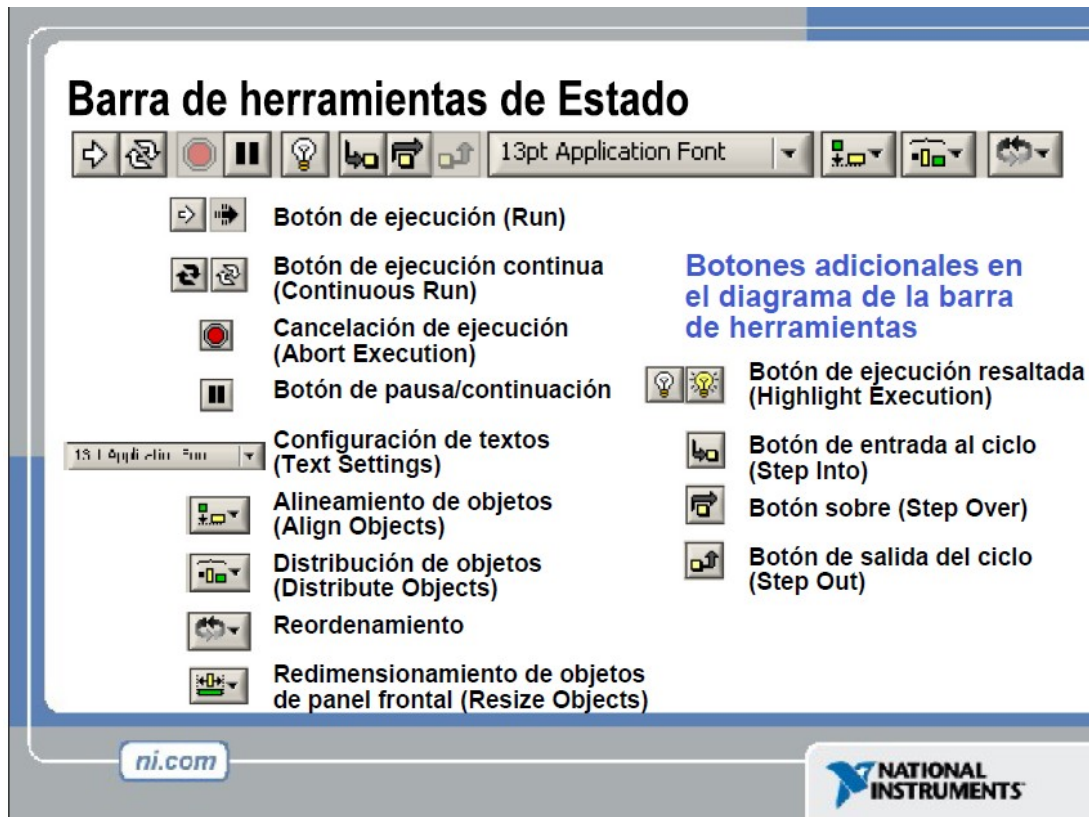 Barra de herramientas de Estado
13pt Application Font
Botón de ejecución (Run)
Botón de ejecución continua
(Continuous Run)
Cancelación de ejecución
(Abort Execution)
Botón de pausa/continuación
Configuración de textos
(Text Settings)
Alineamiento de objetos
(Align Objects)
Distribución de objetos
(Distribute Objects)
Reordenamiento
Redimensionamiento de objetos
de panel frontal (Resize Objects)
Botones adicionales en
el diagrama de la barra
de herramientas
Botón de ejecución resaltada
(Highlight Execution)
Botón de entrada al ciclo
(Step Into)
Botón sobre (Step Over)
Botón de salida del ciclo
(Step Out)
ni.com
NATIONAL
INSTRUMENTS